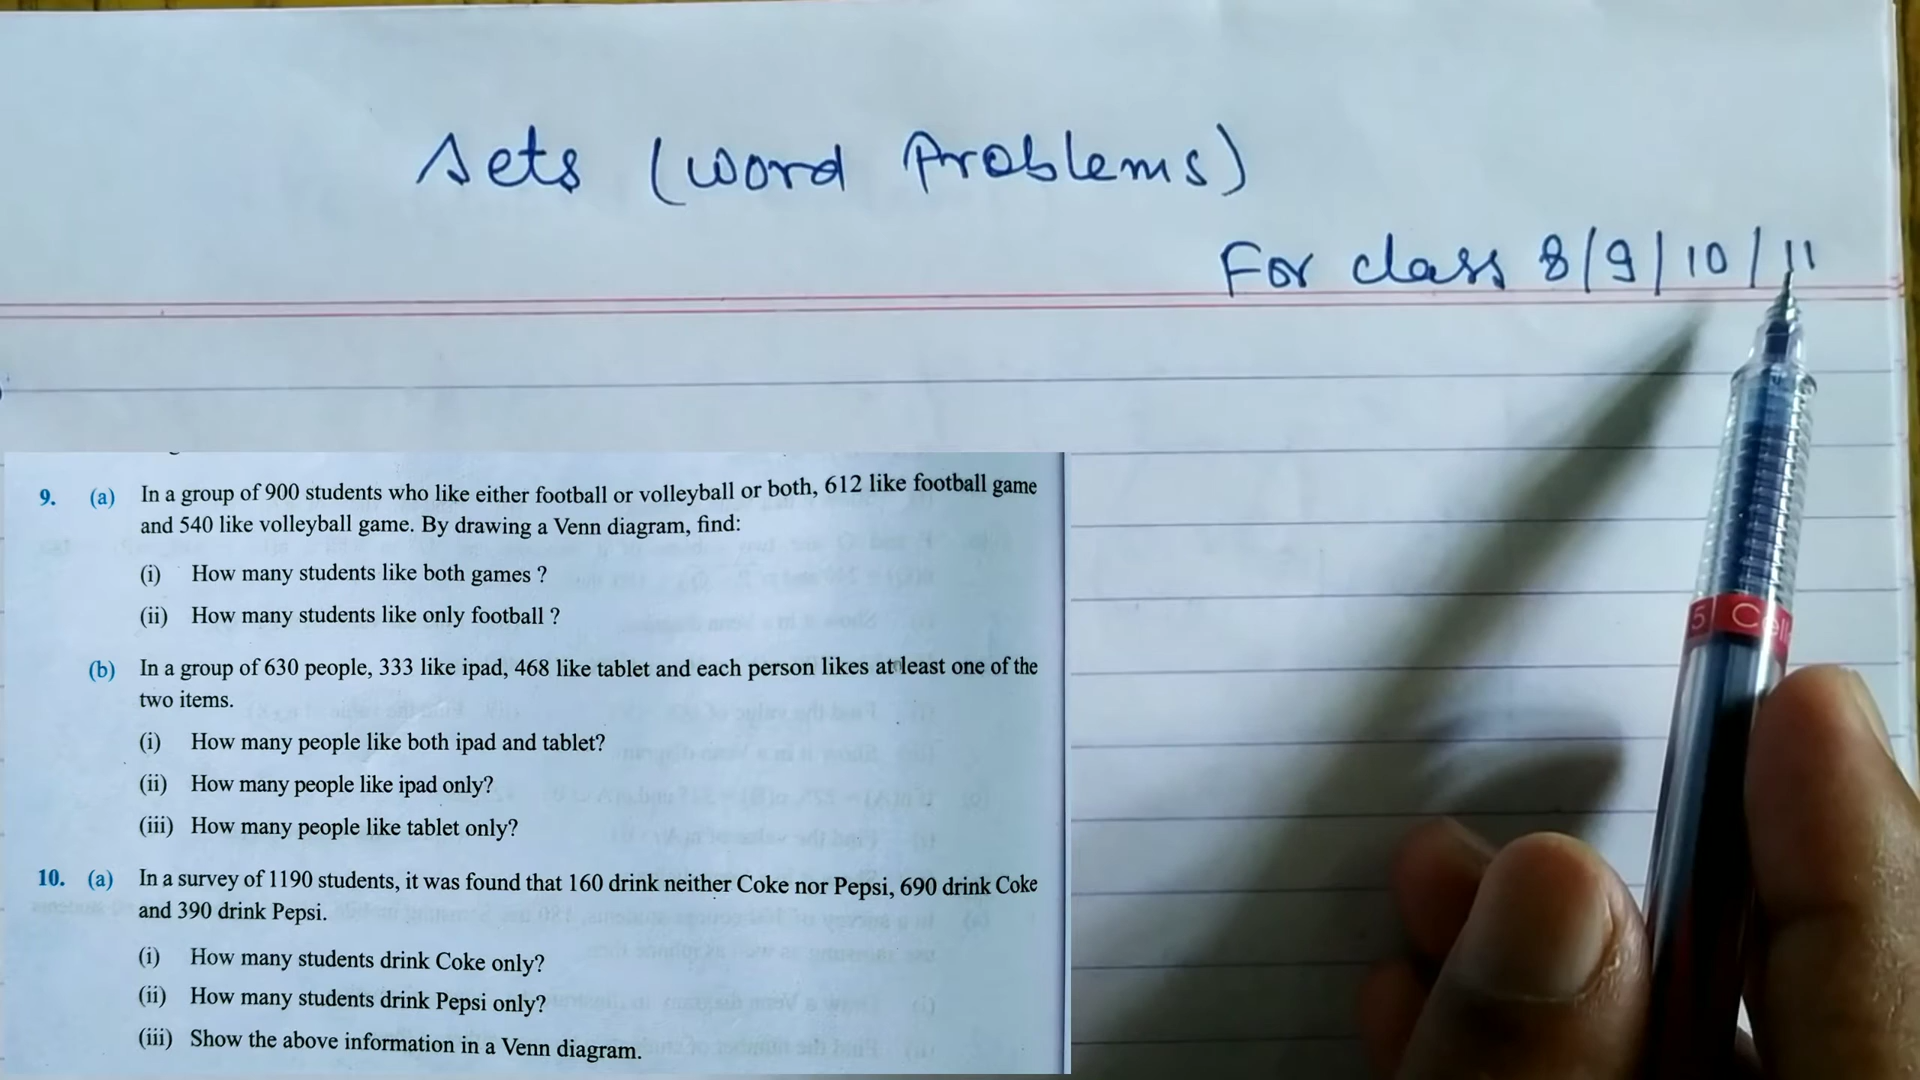 Sets (Word Problems)
For class 8/9/10/11
9. (a) In a group of 900 students who like either football or volleyball or both, 612 like football game
and 540 like volleyball game. By drawing a Venn diagram, find:
(i) How many students like both games ?
(ii) How many students like only football ?
(b) In a group of 630 people, 333 like ipad, 468 like tablet and each person likes at least one of the
two items.
(i) How many people like both ipad and tablet?
(ii) How many people like ipad only?
(iii) How many people like tablet only?
10. (a) In a survey of 1190 students, it was found that 160 drink neither Coke nor Pepsi, 690 drink Coke
and 390 drink Pepsi.
(i) How many students drink Coke only?
(ii) How many students drink Pepsi only?
(iii) Show the above information in a Venn diagram.